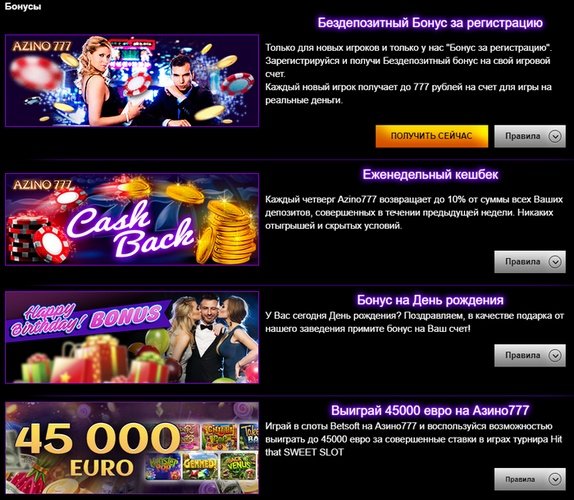 Бонусы
Бездепозитный Бонус за регистрацию
AZINO 777
Только для новых игроков и только у нас "Бонус за регистрацию".
Зарегистрируйся и получи Бездепозитный бонус на свой игровой
счет.
Каждый новый игрок получает до 777 рублей на счет для игры на
реальные деньги.
ПОЛУЧИТЬ СЕЙЧАС
Правила
Еженедельный кешбек
AZINO 777
Cash
Back
Каждый четверг Azino777 возвращает до 10% от суммы всех Ваших
депозитов, совершенных в течении предыдущей недели. Никаких
отыгрышей и скрытых условий.
Правила
Бонус на День рождения
Happy
Birthday! BONUS
У Вас сегодня День рождения? Поздравляем, в качестве подарка от
нашего заведения примите бонус на Ваш счет!
Правила
Выиграй 45000 евро на Азино777
45 000
EURO
Играй в слоты Betsoft на Азино777 и воспользуйся возможностью
выиграть до 45000 евро за совершенные ставки в играх турнира Hit
that SWEET SLOT
Правила